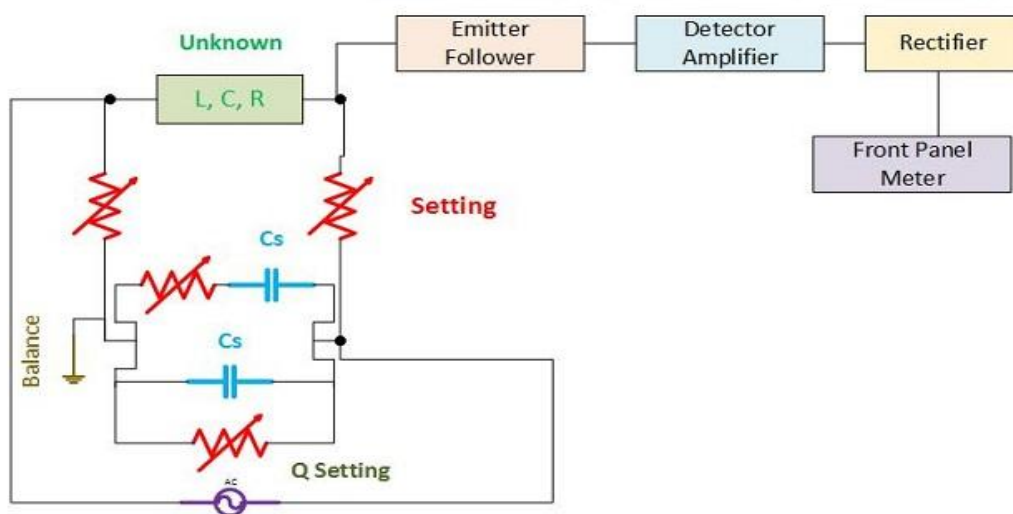 Unknown
L, C, R
Emitter
Follower
Detector
Amplifier
Rectifier
Front Panel
Meter
Setting
Cs
Balance
Cs
Q Setting
AC